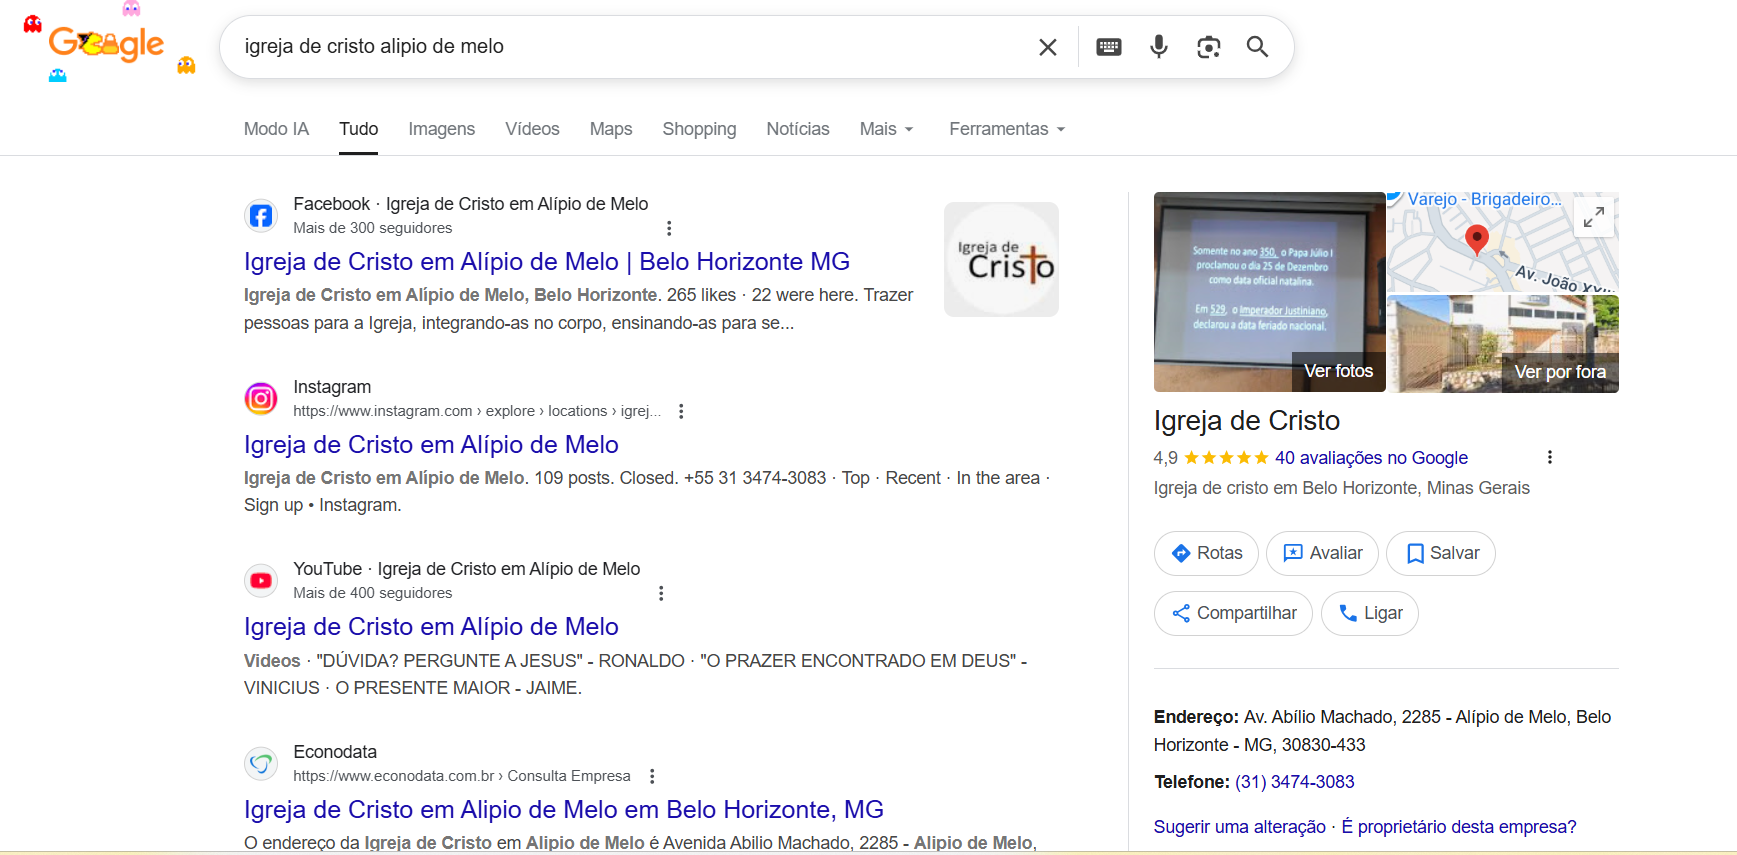 Google
igreja de cristo alipio de melo
Modo IA
Tudo
Imagens
Vídeos
Maps
Shopping
Notícias
Mais
Ferramentas
Facebook · Igreja de Cristo em Alípio de Melo
Mais de 300 seguidores
Igreja de Cristo em Alípio de Melo | Belo Horizonte MG
Igreja de Cristo em Alípio de Melo, Belo Horizonte. 265 likes · 22 were here. Trazer
pessoas para a Igreja, integrando-as no corpo, ensinando-as para se...
Igreja de
Cristo
Instagram
https://www.instagram.com › explore › locations › igrej...
Igreja de Cristo em Alípio de Melo
Igreja de Cristo em Alípio de Melo. 109 posts. Closed. +55 31 3474-3083 · Top · Recent · In the area ·
Sign up • Instagram.
YouTube · Igreja de Cristo em Alípio de Melo
Mais de 400 seguidores
Igreja de Cristo em Alípio de Melo
Videos · "DÚVIDA? PERGUNTE A JESUS" - RONALDO · "O PRAZER ENCONTRADO EM DEUS" -
VINICIUS · O PRESENTE MAIOR - JAIME.
Econodata
https://www.econodata.com.br › Consulta Empresa
Igreja de Cristo em Alipio de Melo em Belo Horizonte, MG
O endereço da Igreja de Cristo em Alipio de Melo é Avenida Abilio Machado, 2285 - Alipio de Melo,
Somente no ano 350, o Papa Júlio I
proclamou o dia 25 de Dezembro
como data oficial natalina.
Em 529, o Imperador Justiniano,
declarou a data feriado nacional.
Ver fotos
Varejo - Brigadeiro...
Av. João XXIII
Ver por fora
Igreja de Cristo
4,9
40 avaliações no Google
Igreja de cristo em Belo Horizonte, Minas Gerais
Rotas
Avaliar
Salvar
Compartilhar
Ligar
Endereço: Av. Abílio Machado, 2285 - Alípio de Melo, Belo
Horizonte - MG, 30830-433
Telefone: (31) 3474-3083
Sugerir uma alteração · É proprietário desta empresa?